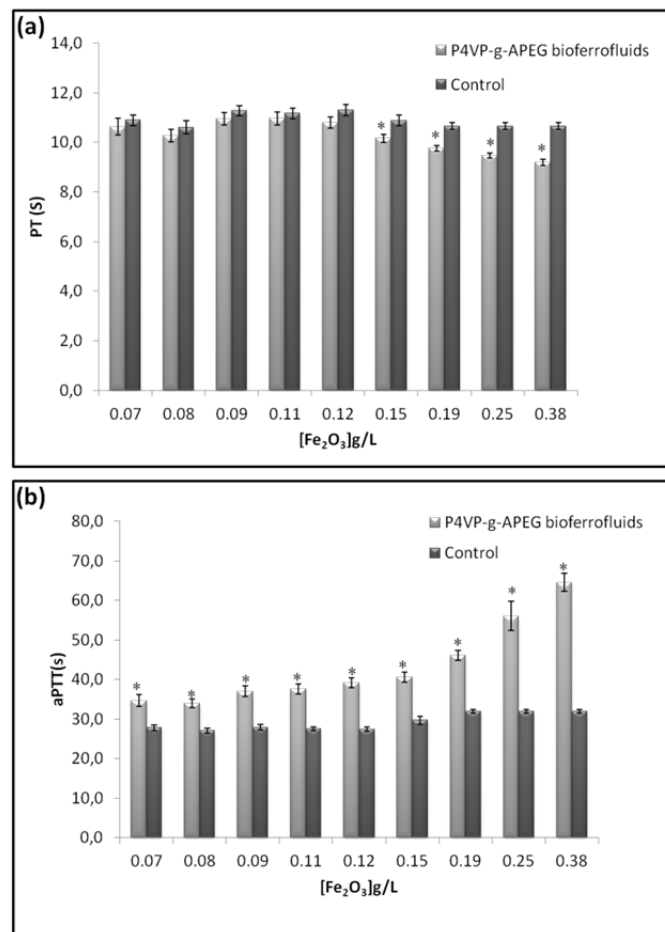 (a)
14,0
12,0
10,0
8,0
6,0
4,0
2,0
0,0
PT (S)
P4VP-g-APEG bioferrofluids
Control
* * * *
0.07 0.08 0.09 0.11 0.12 0.15 0.19 0.25 0.38
[Fe₂O₃]g/L
(b)
80,0
70,0
60,0
50,0
40,0
30,0
20,0
10,0
0,0
aPTT(s)
P4VP-g-APEG bioferrofluids
Control
* * * * * * * * *
0.07 0.08 0.09 0.11 0.12 0.15 0.19 0.25 0.38
[Fe₂O₃]g/L